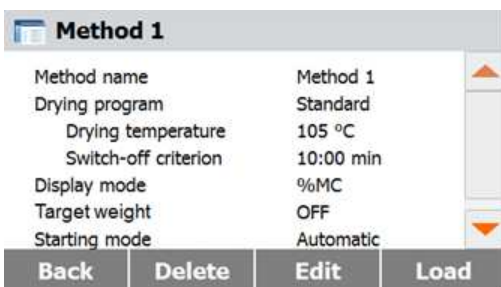 Method 1
Method name Method 1
Drying program Standard
Drying temperature 105 °C
Switch-off criterion 10:00 min
Display mode %MC
Target weight OFF
Starting mode Automatic
Back Delete Edit Load